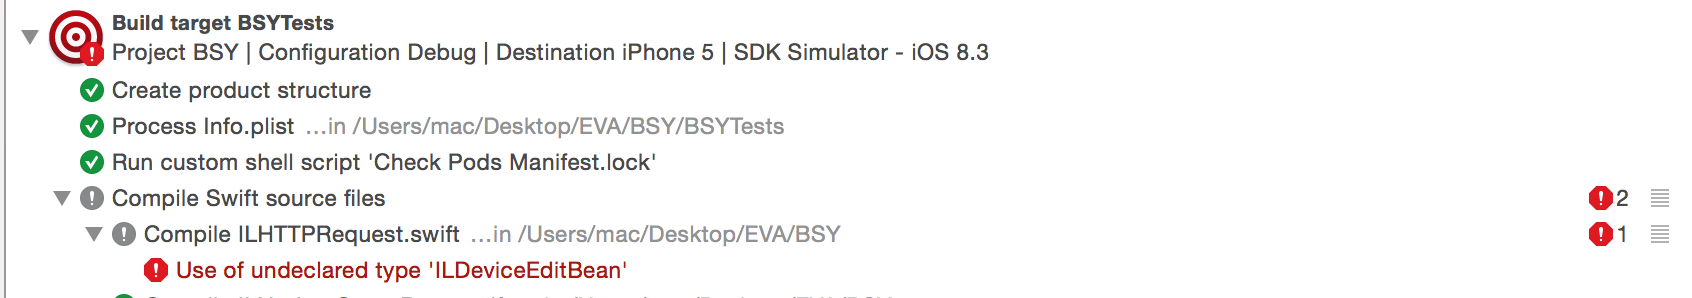 Build target BSYTests
Project BSY | Configuration Debug | Destination iPhone 5 | SDK Simulator - iOS 8.3
Create product structure
Process Info.plist ...in /Users/mac/Desktop/EVA/BSY/BSYTests
Run custom shell script 'Check Pods Manifest.lock'
Compile Swift source files 2
Compile ILHTTPRequest.swift ...in /Users/mac/Desktop/EVA/BSY 1
Use of undeclared type 'ILDeviceEditBean'